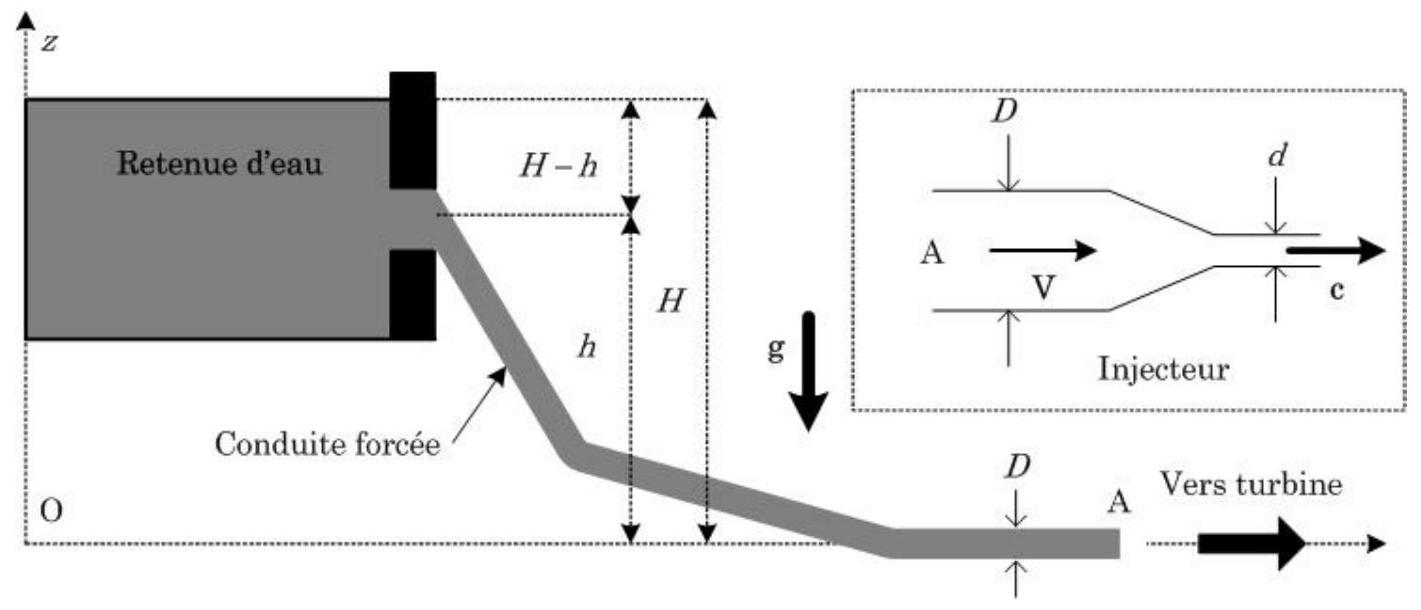 z
Retenue d'eau
H – h
H
h
Conduite forcée
O
g
D
d
A
V
c
Injecteur
D
A
Vers turbine